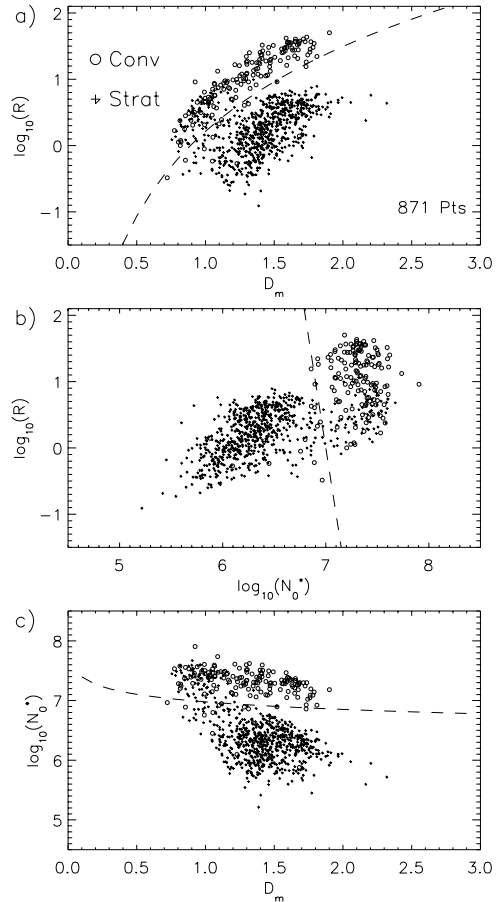 a)
2
1
0
−1
log10(R)
○ Conv
+ Strat
871 Pts
0.0 0.5 1.0 1.5 2.0 2.5 3.0
Dm
b)
2
1
0
−1
log10(R)
5 6 7 8
log10(N0*)
c)
8
7
6
5
log10(N0*)
0.0 0.5 1.0 1.5 2.0 2.5 3.0
Dm